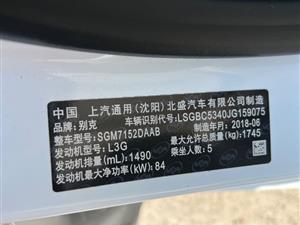 中国 上汽通用(沈阳)北盛汽车有限公司制造
品牌: 别克 车辆识别代号: LSGBC5340JG159075
整车型号: SGM7152DAAB 制造年月: 2018-06
发动机型号: L3G 最大允许总质量(kg): 1745
发动机排量(mL): 1490 乘坐人数: 5
发动机最大净功率(kW): 84